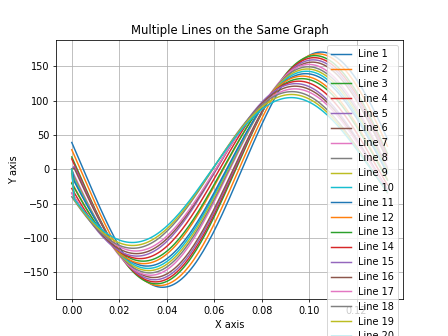 Multiple Lines on the Same Graph
Y axis
150
100
50
0
−50
−100
−150
0.00
0.02
0.04
0.06
0.08
0.10
X axis
Line 1
Line 2
Line 3
Line 4
Line 5
Line 6
Line 7
Line 8
Line 9
Line 10
Line 11
Line 12
Line 13
Line 14
Line 15
Line 16
Line 17
Line 18
Line 19
Line 20